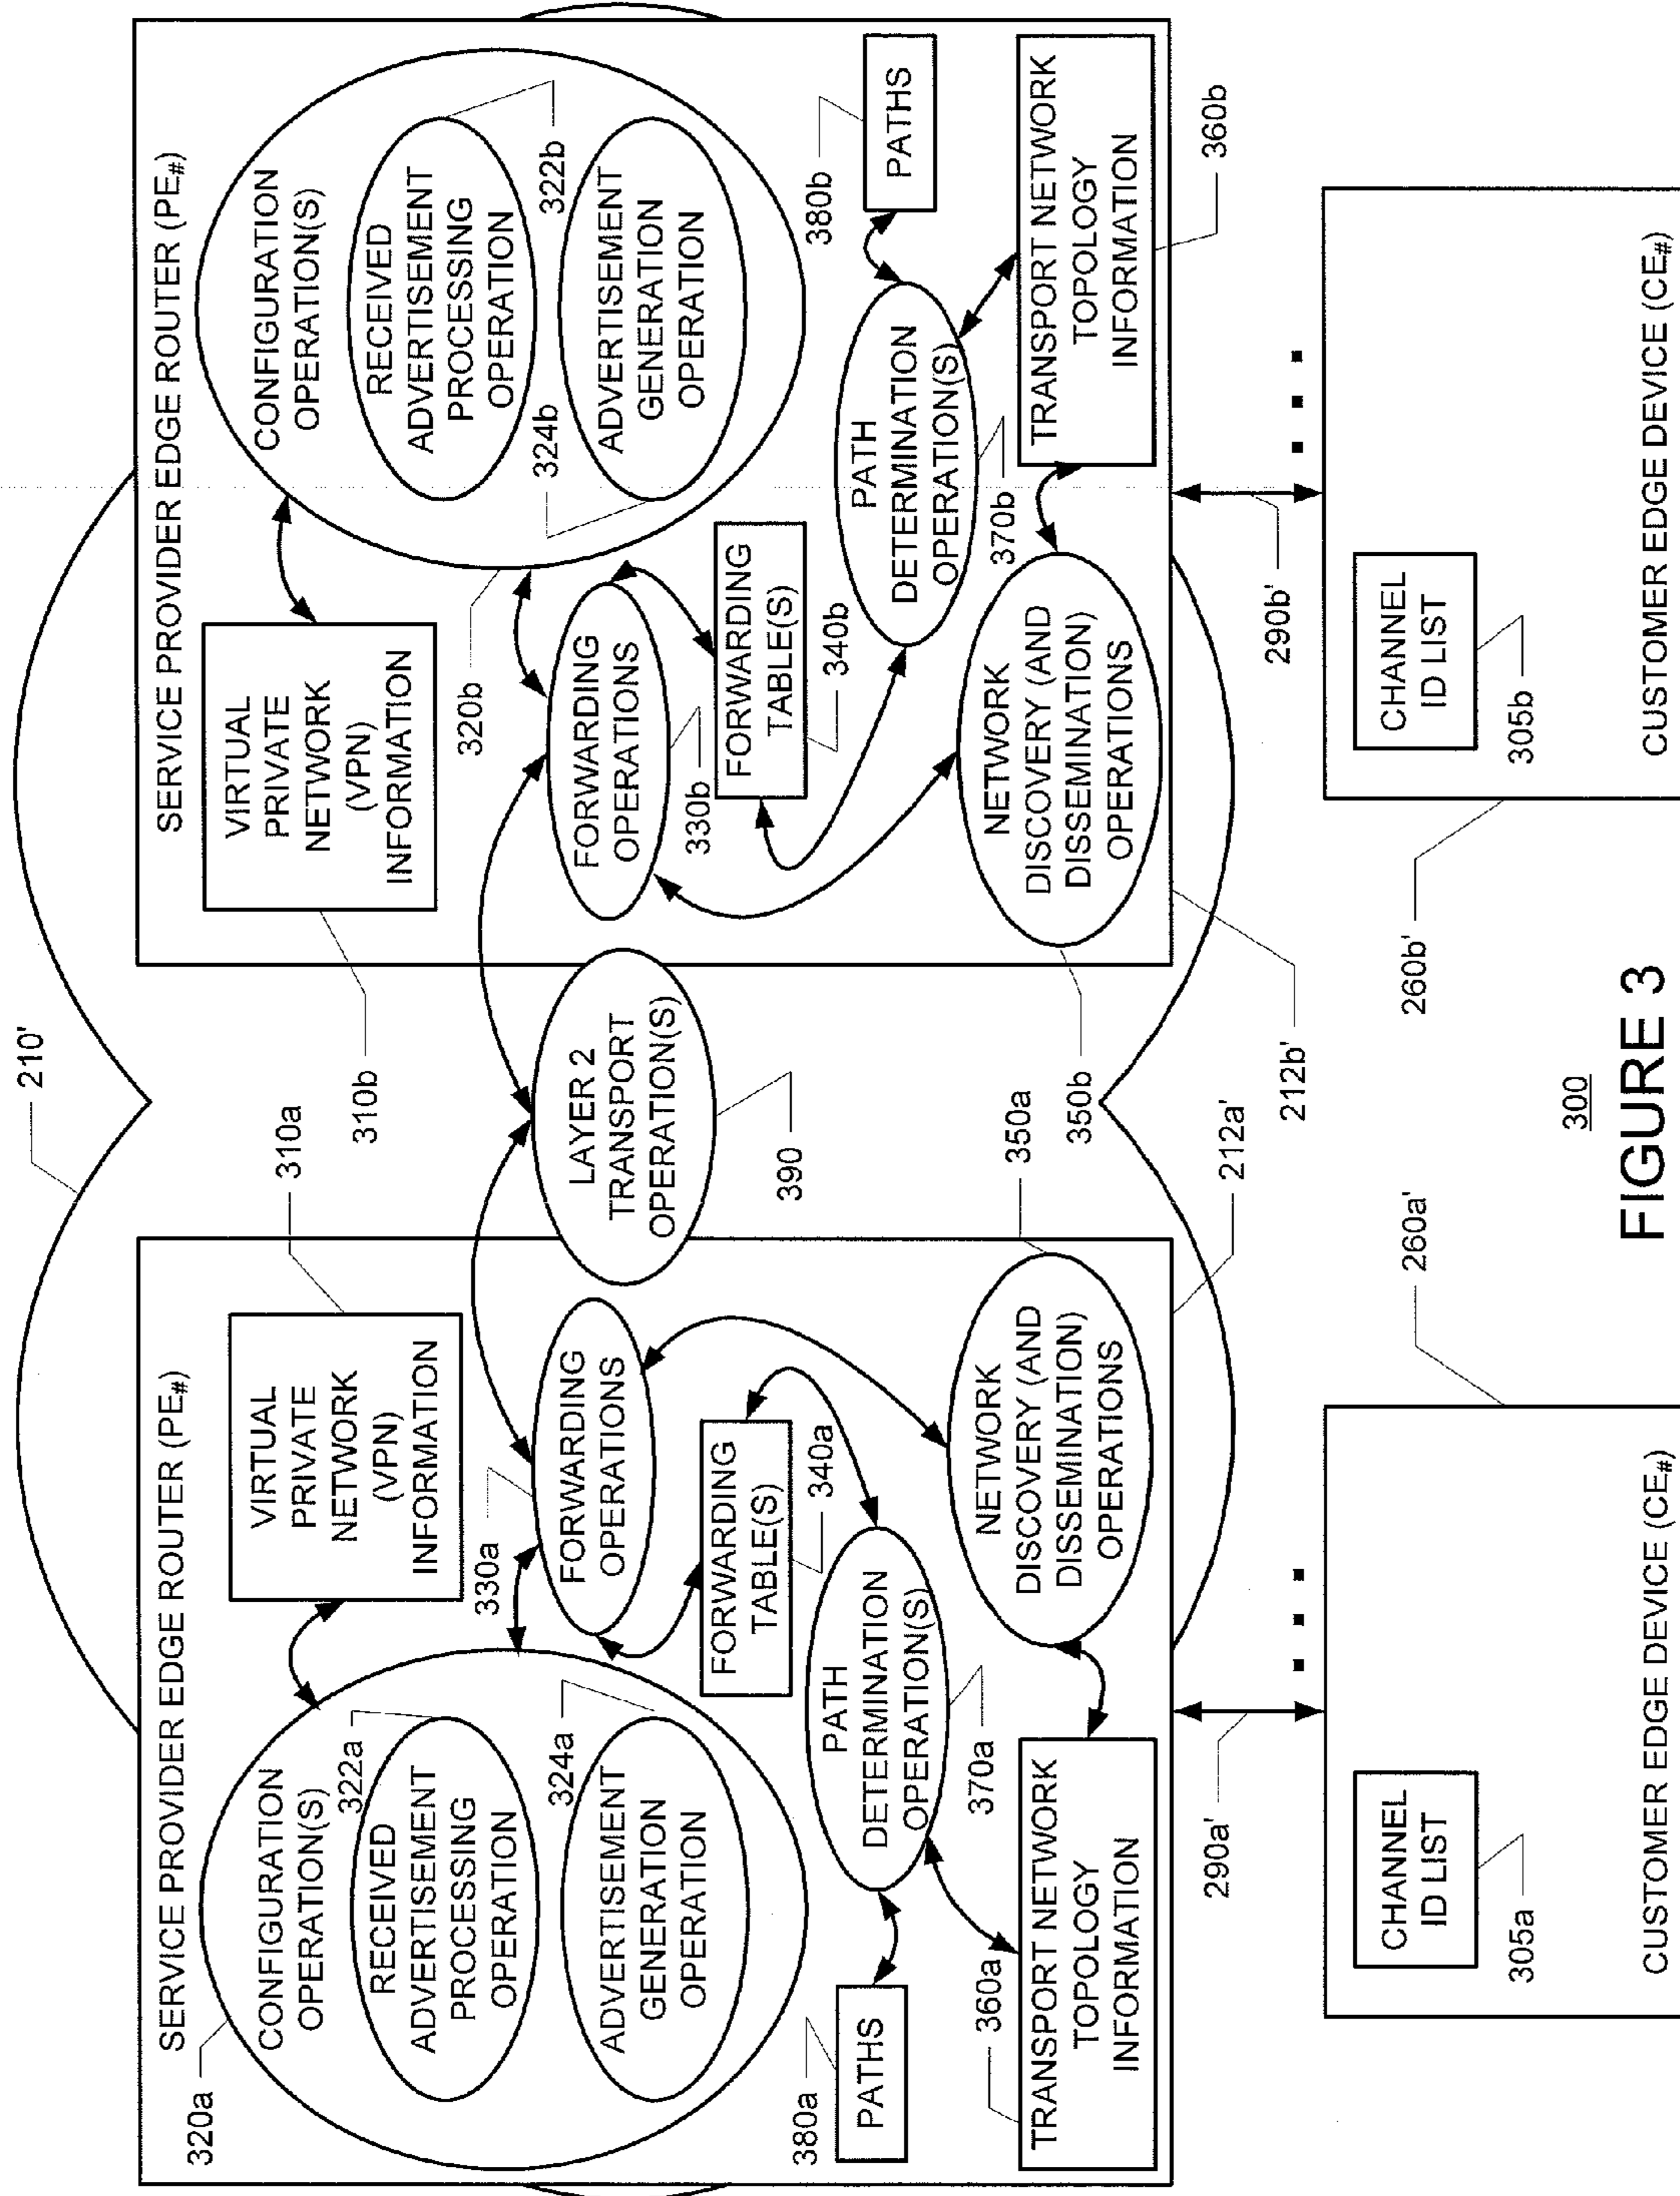 210'
SERVICE PROVIDER EDGE ROUTER (PE#)
320a
CONFIGURATION
OPERATION(S)
322a
RECEIVED
ADVERTISEMENT
PROCESSING
OPERATION
324a
ADVERTISEMENT
GENERATION
OPERATION
VIRTUAL
PRIVATE
NETWORK
(VPN)
INFORMATION
310a
330a
FORWARDING
OPERATIONS
FORWARDING
TABLE(S)
340a
380a
PATHS
PATH
DETERMINATION
OPERATION(S)
370a
360a
TRANSPORT NETWORK
TOPOLOGY
INFORMATION
NETWORK
DISCOVERY (AND
DISSEMINATION)
OPERATIONS
350a
212a'
LAYER 2
TRANSPORT
OPERATION(S)
390
SERVICE PROVIDER EDGE ROUTER (PE#)
VIRTUAL
PRIVATE
NETWORK
(VPN)
INFORMATION
310b
320b
CONFIGURATION
OPERATION(S)
RECEIVED
ADVERTISEMENT
PROCESSING
OPERATION
322b
324b
ADVERTISEMENT
GENERATION
OPERATION
FORWARDING
OPERATIONS
330b
FORWARDING
TABLE(S)
340b
380b
PATHS
PATH
DETERMINATION
OPERATION(S)
370b
TRANSPORT NETWORK
TOPOLOGY
INFORMATION
360b
NETWORK
DISCOVERY (AND
DISSEMINATION)
OPERATIONS
350b
212b'
290a'
290b'
CHANNEL
ID LIST
305a
CUSTOMER EDGE DEVICE (CE#)
260a'
CHANNEL
ID LIST
305b
CUSTOMER EDGE DEVICE (CE#)
260b'
300
FIGURE 3